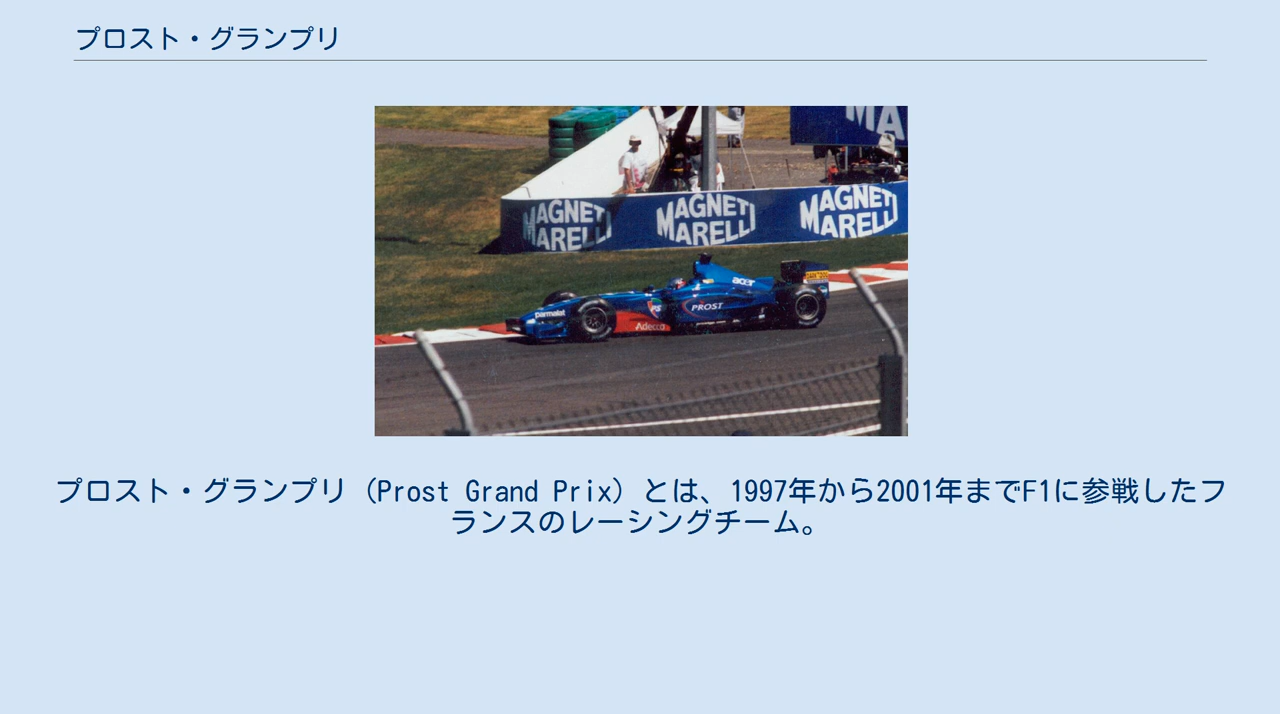 プロスト・グランプリ
MA
MAGNETI MAGNETI MAGNETI
MARELLI MARELLI MARELLI
acer
parmalat
PROST
Adecco
プロスト・グランプリ（Prost Grand Prix）とは、1997年から2001年までF1に参戦したフ
ランスのレーシングチーム。